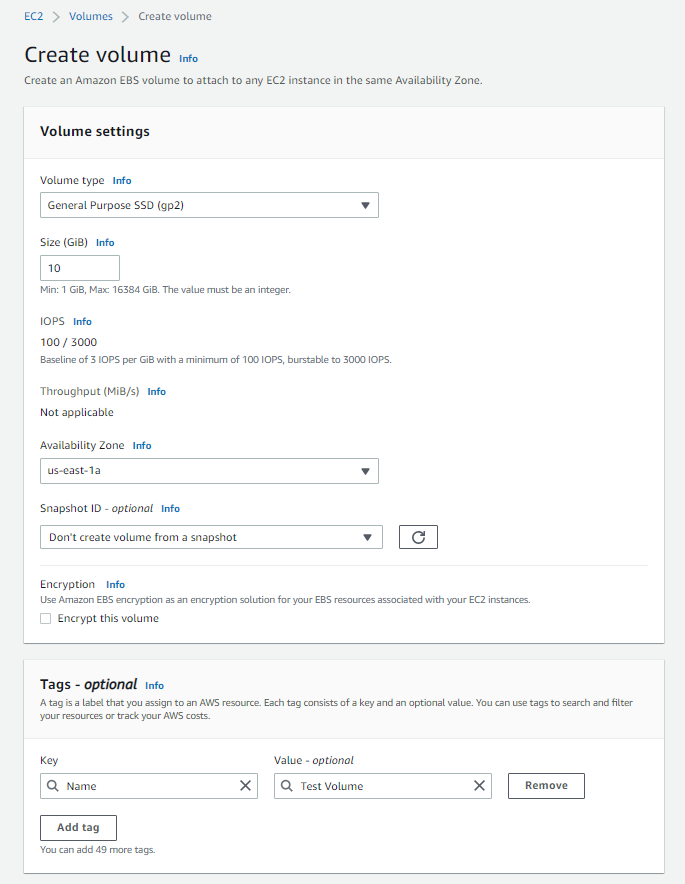 EC2 > Volumes > Create volume
Create volume Info
Create an Amazon EBS volume to attach to any EC2 instance in the same Availability Zone.
Volume settings
Volume type Info
General Purpose SSD (gp2)
Size (GiB) Info
10
Min: 1 GiB, Max: 16384 GiB. The value must be an integer.
IOPS Info
100 / 3000
Baseline of 3 IOPS per GiB with a minimum of 100 IOPS, burstable to 3000 IOPS.
Throughput (MiB/s) Info
Not applicable
Availability Zone Info
us-east-1a
Snapshot ID - optional Info
Don't create volume from a snapshot
Encryption Info
Use Amazon EBS encryption as an encryption solution for your EBS resources associated with your EC2 instances.
Encrypt this volume
Tags - optional Info
A tag is a label that you assign to an AWS resource. Each tag consists of a key and an optional value. You can use tags to search and filter
your resources or track your AWS costs.
Key Value - optional
Name Test Volume Remove
Add tag
You can add 49 more tags.